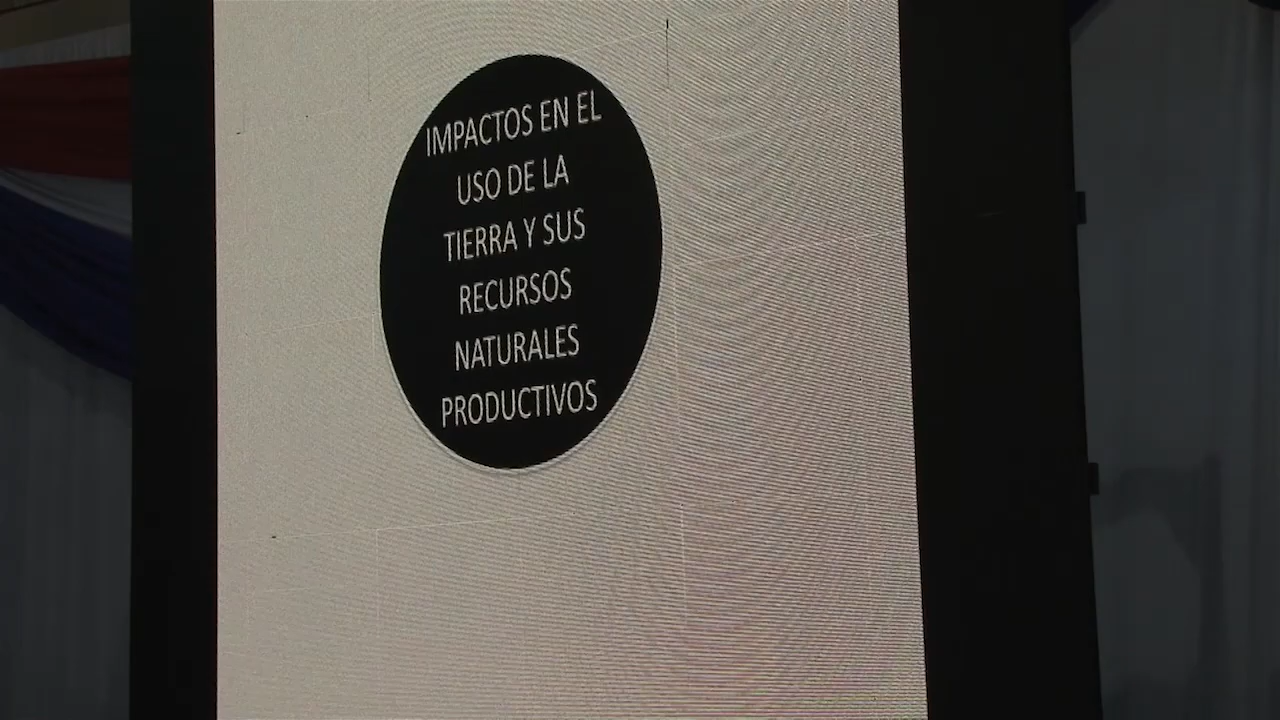 IMPACTOS EN EL
USO DE LA
TIERRA Y SUS
RECURSOS
NATURALES
PRODUCTIVOS